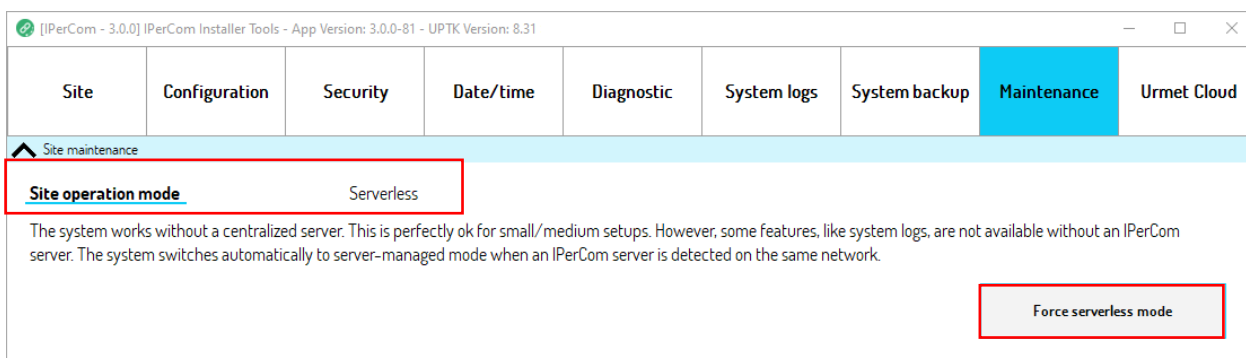 [IPerCom - 3.0.0] IPerCom Installer Tools - App Version: 3.0.0-81 - UPTK Version: 8.31
Site Configuration Security Date/time Diagnostic System logs System backup Maintenance Urmet Cloud
Site maintenance
Site operation mode Serverless
The system works without a centralized server. This is perfectly ok for small/medium setups. However, some features, like system logs, are not available without an IPerCom
server. The system switches automatically to server-managed mode when an IPerCom server is detected on the same network.
Force serverless mode